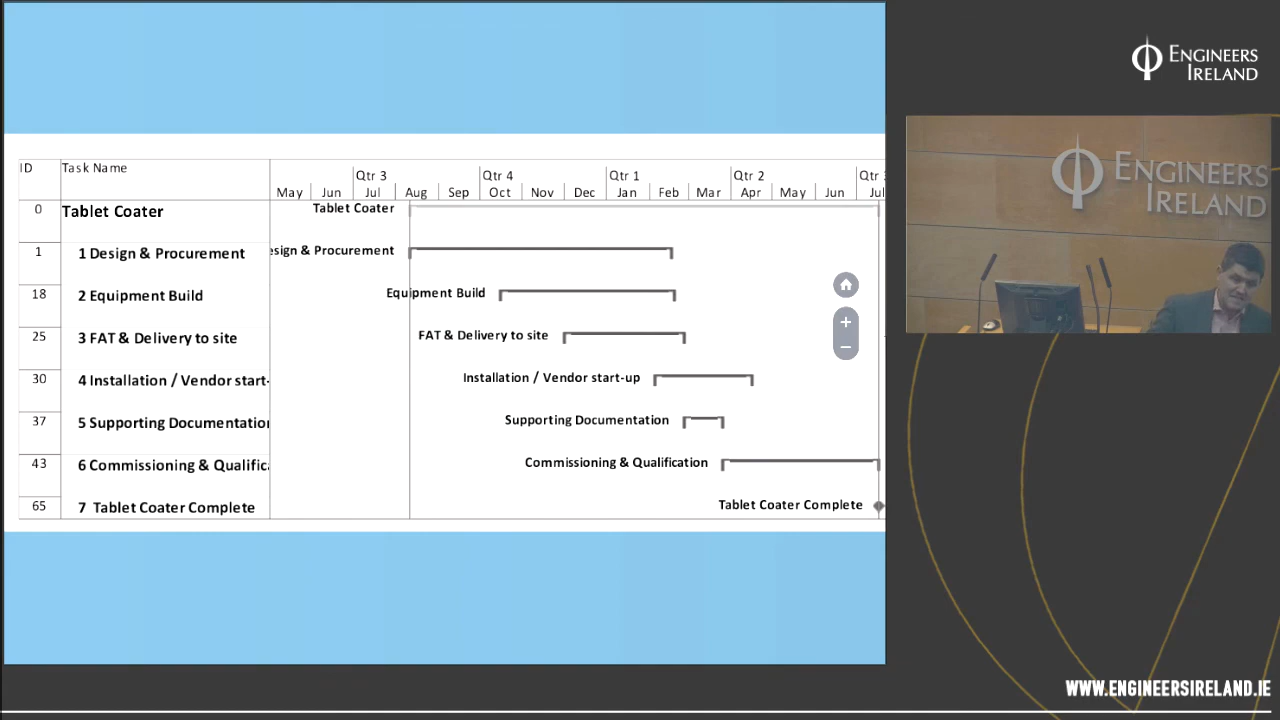 ENGINEERS
IRELAND
ENGINEERS
IRELAND
ID Task Name
Qtr 3 Qtr 4 Qtr 1 Qtr 2 Qtr
May Jun Jul Aug Sep Oct Nov Dec Jan Feb Mar Apr May Jun Jul
0 Tablet Coater Tablet Coater
1 1 Design & Procurement esign & Procurement
18 2 Equipment Build Equipment Build
25 3 FAT & Delivery to site FAT & Delivery to site
30 4 Installation / Vendor start- Installation / Vendor start-up
37 5 Supporting Documentation Supporting Documentation
43 6 Commissioning & Qualific Commissioning & Qualification
65 7 Tablet Coater Complete Tablet Coater Complete
WWW.ENGINEERSIRELAND.IE